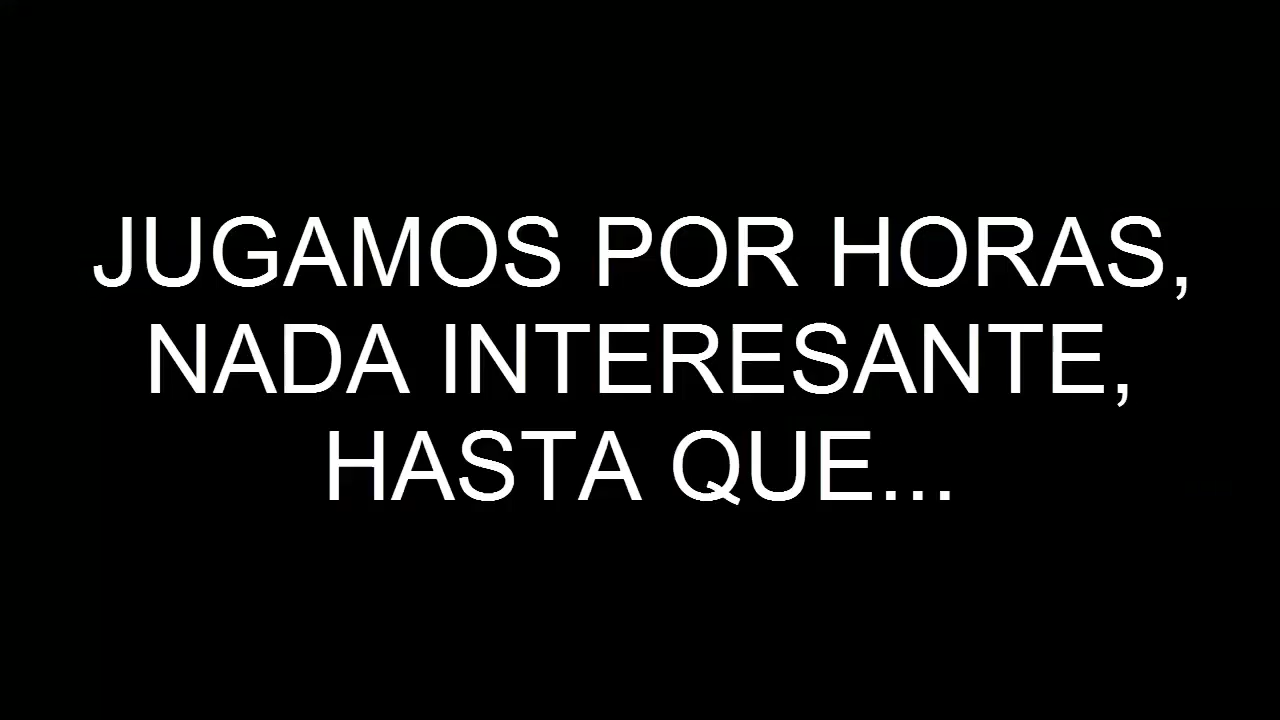 JUGAMOS POR HORAS,
NADA INTERESANTE,
HASTA QUE...